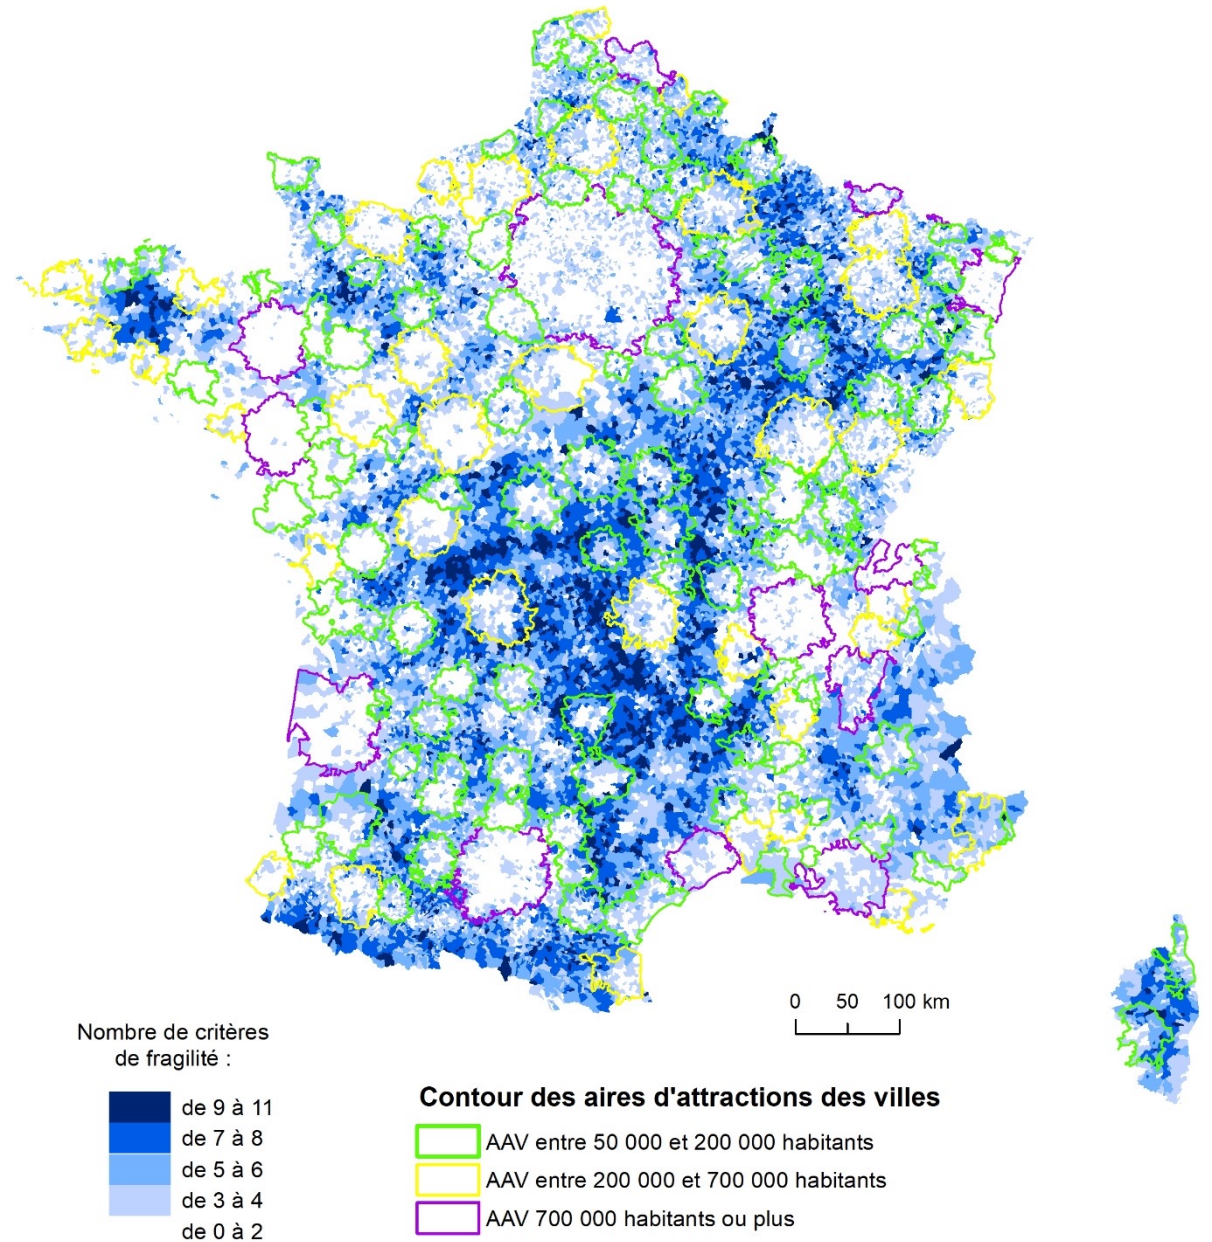 0 50 100 km
Nombre de critères
de fragilité :
de 9 à 11
de 7 à 8
de 5 à 6
de 3 à 4
de 0 à 2
Contour des aires d'attractions des villes
AAV entre 50 000 et 200 000 habitants
AAV entre 200 000 et 700 000 habitants
AAV 700 000 habitants ou plus